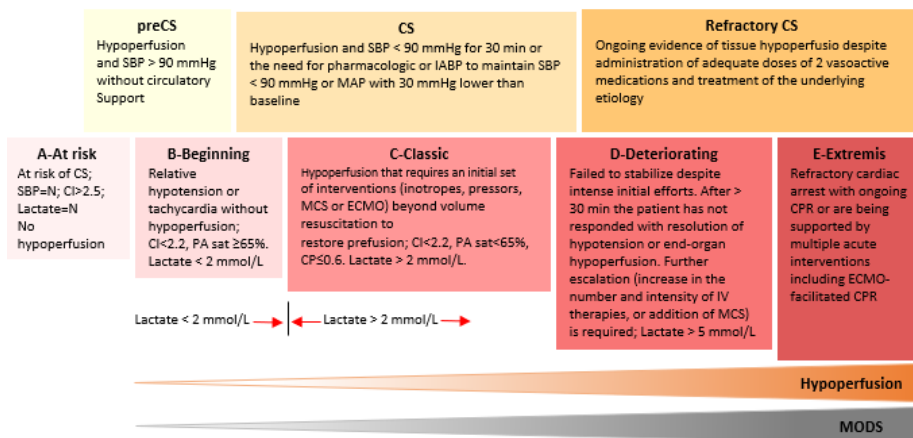 preCS
Hypoperfusion
and SBP > 90 mmHg
without circulatory
Support
CS
Hypoperfusion and SBP < 90 mmHg for 30 min or
the need for pharmacologic or IABP to maintain SBP
< 90 mmHg or MAP with 30 mmHg lower than
baseline
Refractory CS
Ongoing evidence of tissue hypoperfusio despite
administration of adequate doses of 2 vasoactive
medications and treatment of the underlying
etiology
A-At risk
At risk of CS;
SBP=N; CI>2.5;
Lactate=N
No
hypoperfusion
B-Beginning
Relative
hypotension or
tachycardia without
hypoperfusion;
CI<2.2, PA sat ≥65%.
Lactate < 2 mmol/L
C-Classic
Hypoperfusion that requires an initial set
of interventions (inotropes, pressors,
MCS or ECMO) beyond volume
resuscitation to
restore prefusion; CI<2.2, PA sat<65%,
CP≤0.6. Lactate > 2 mmol/L.
D-Deteriorating
Failed to stabilize despite
intense initial efforts. After >
30 min the patient has not
responded with resolution of
hypotension or end-organ
hypoperfusion. Further
escalation (increase in the
number and intensity of IV
therapies, or addition of MCS)
is required; Lactate > 5 mmol/L
E-Extremis
Refractory cardiac
arrest with ongoing
CPR or are being
supported by
multiple acute
interventions
including ECMO-
facilitated CPR
Lactate < 2 mmol/L
Lactate > 2 mmol/L
Hypoperfusion
MODS